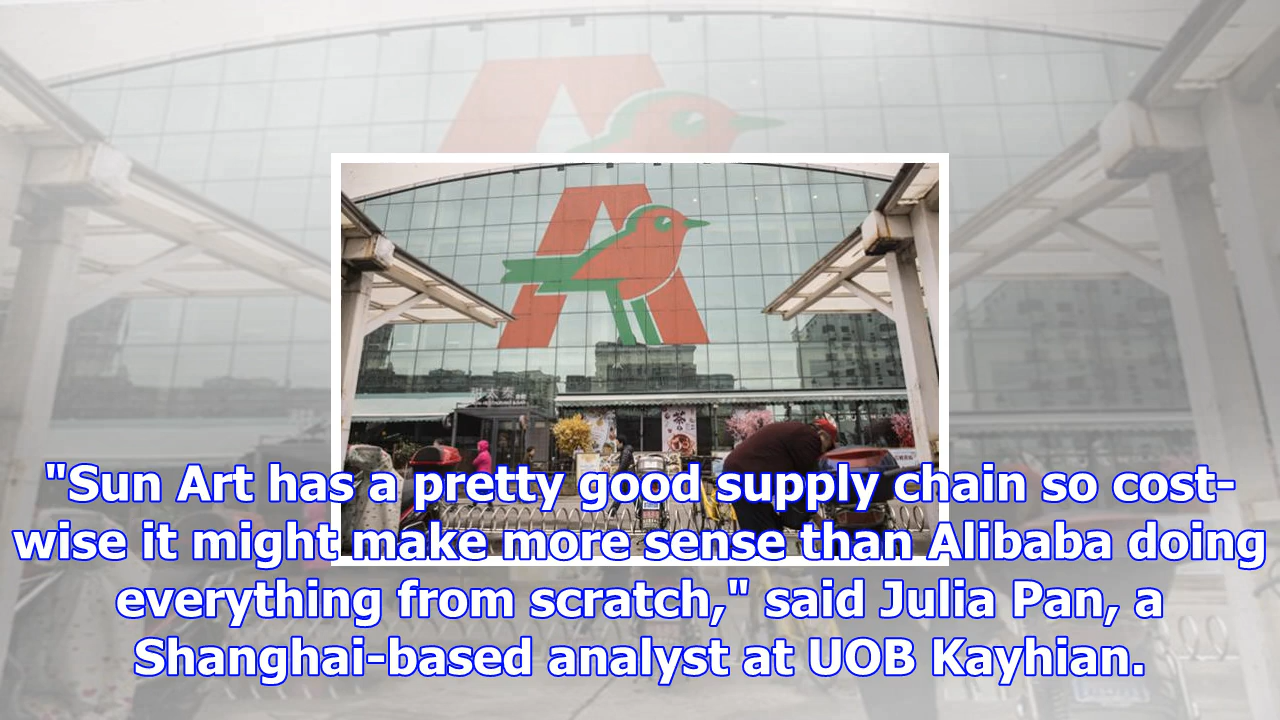 "Sun Art has a pretty good supply chain so cost-
wise it might make more sense than Alibaba doing
everything from scratch," said Julia Pan, a
Shanghai-based analyst at UOB Kayhian.
茶